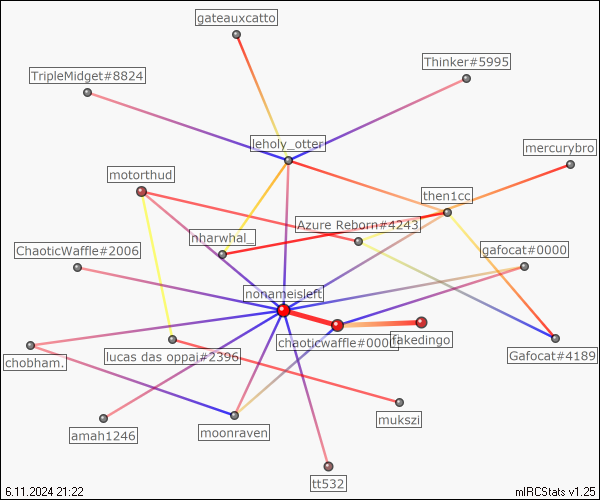 gateauxcatto
Thinker#5995
TripleMidget#8824
leholy_otter
mercurybro
motorthud
then1cc
Azure Reborn#4243
nharwhal_
ChaoticWaffle#2006
gafocat#0000
nonameisleft
chaoticwaffle#000
fakedingo
lucas das oppai#2396
Gafocat#4189
chobham.
mukszi
amah1246
moonraven
tt532
6.11.2024 21:22
mIRCStats v1.25